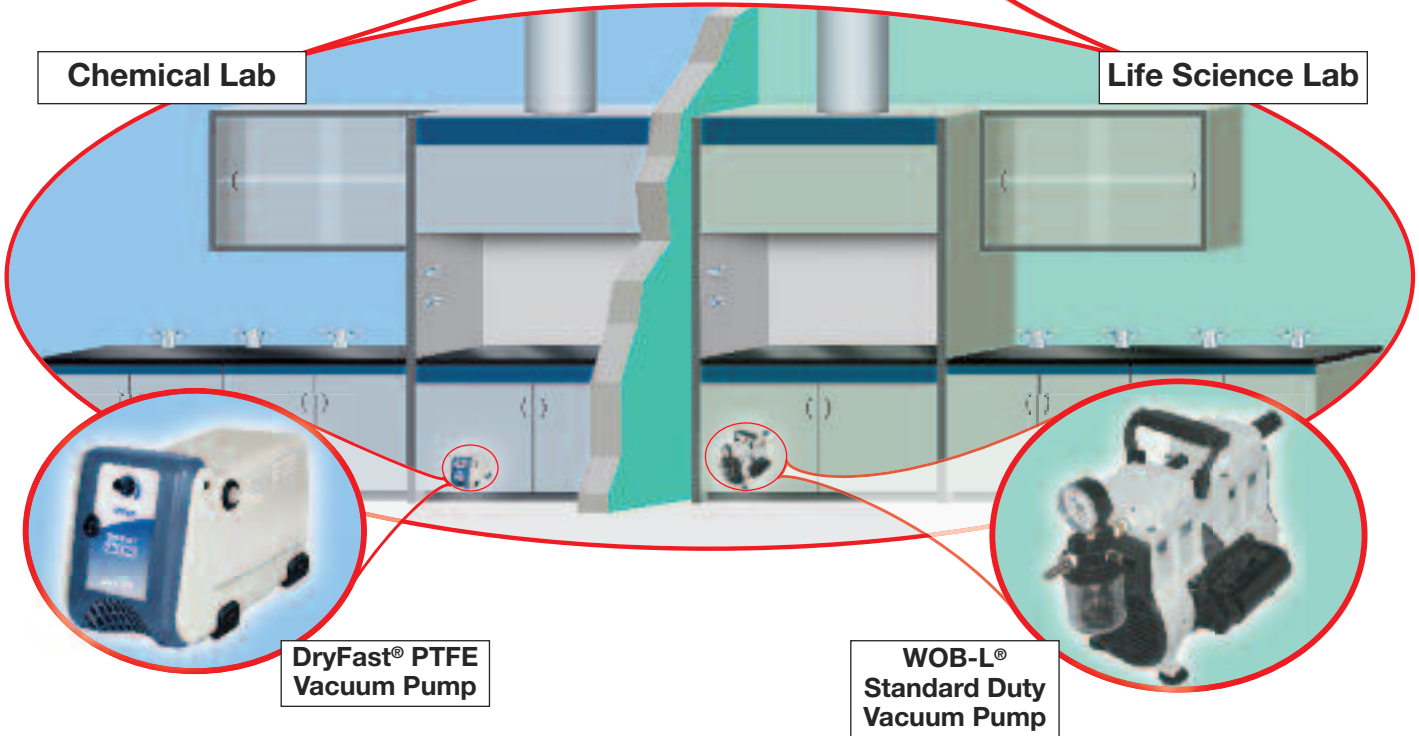 Chemical Lab
Life Science Lab
DryFast® PTFE
Vacuum Pump
WOB-L®
Standard Duty
Vacuum Pump